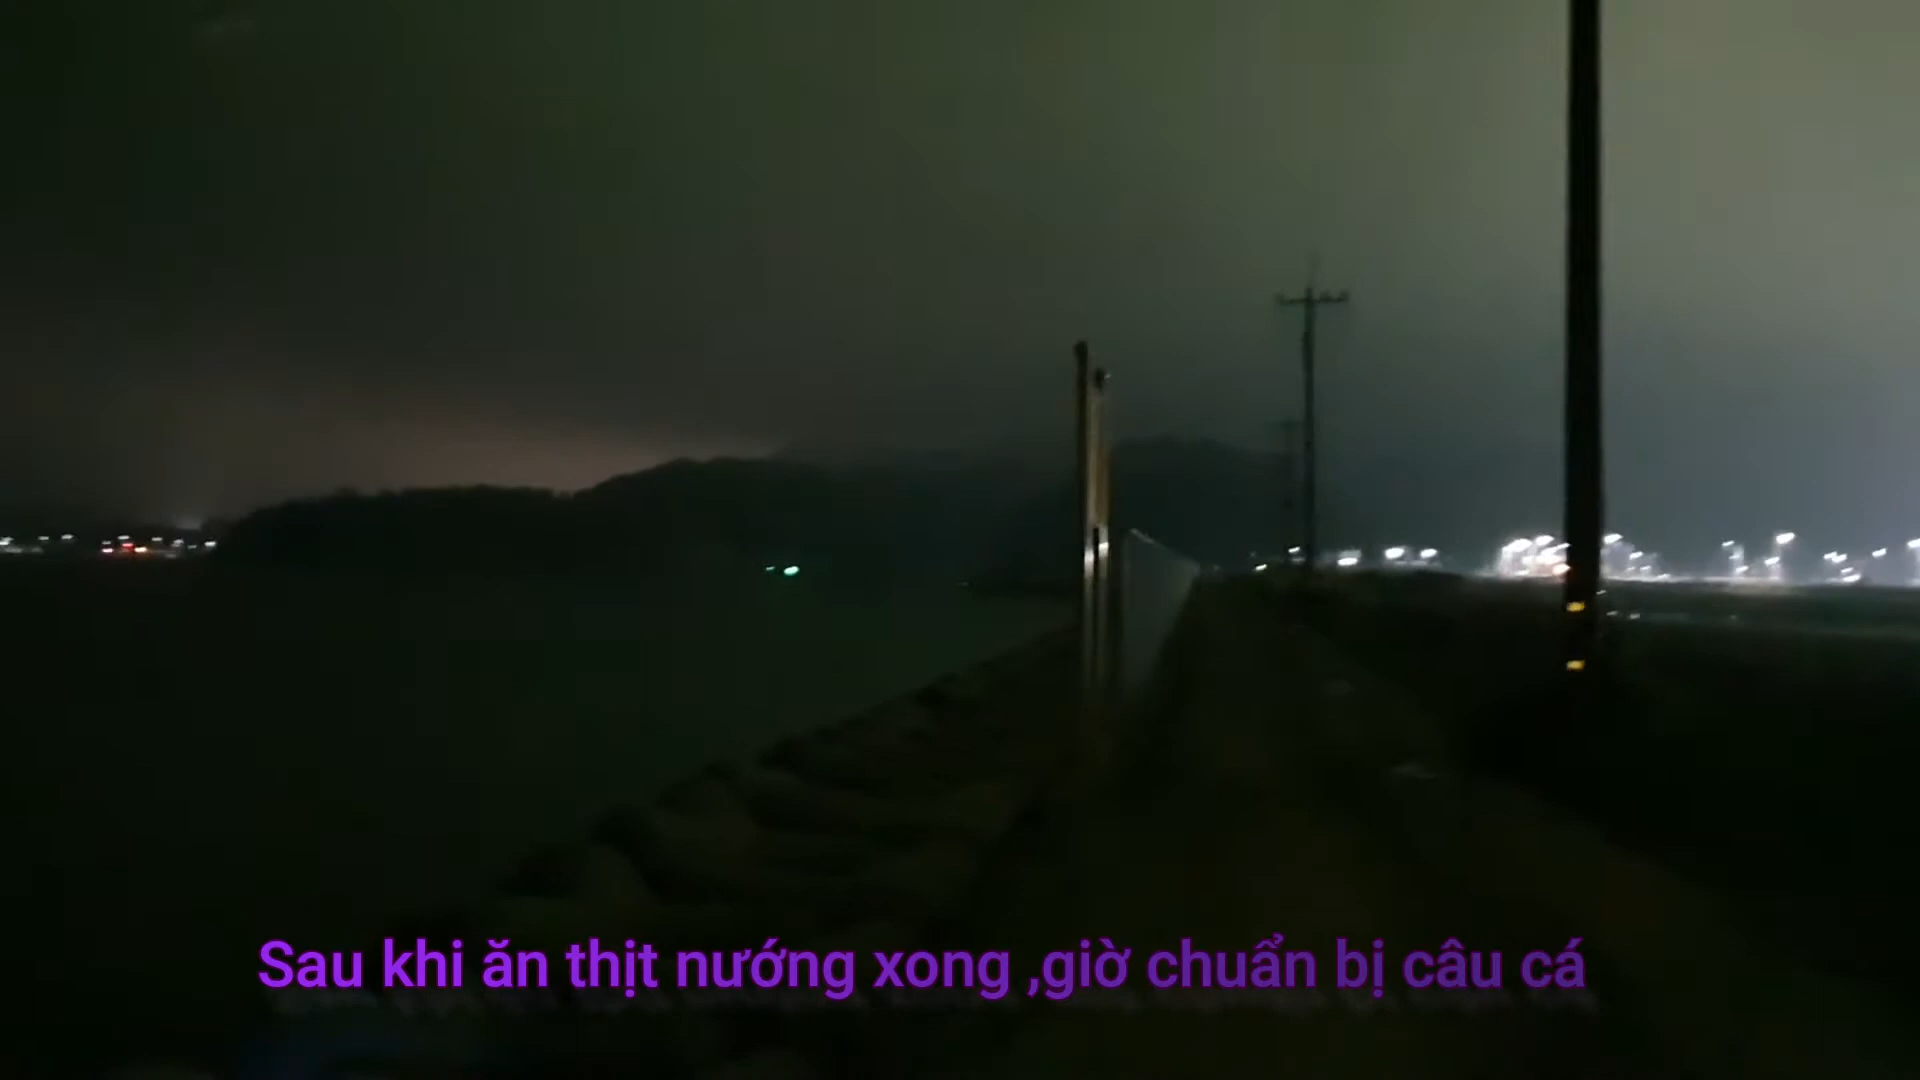 Sau khi ăn thịt nướng xong ,giờ chuẩn bị câu cá